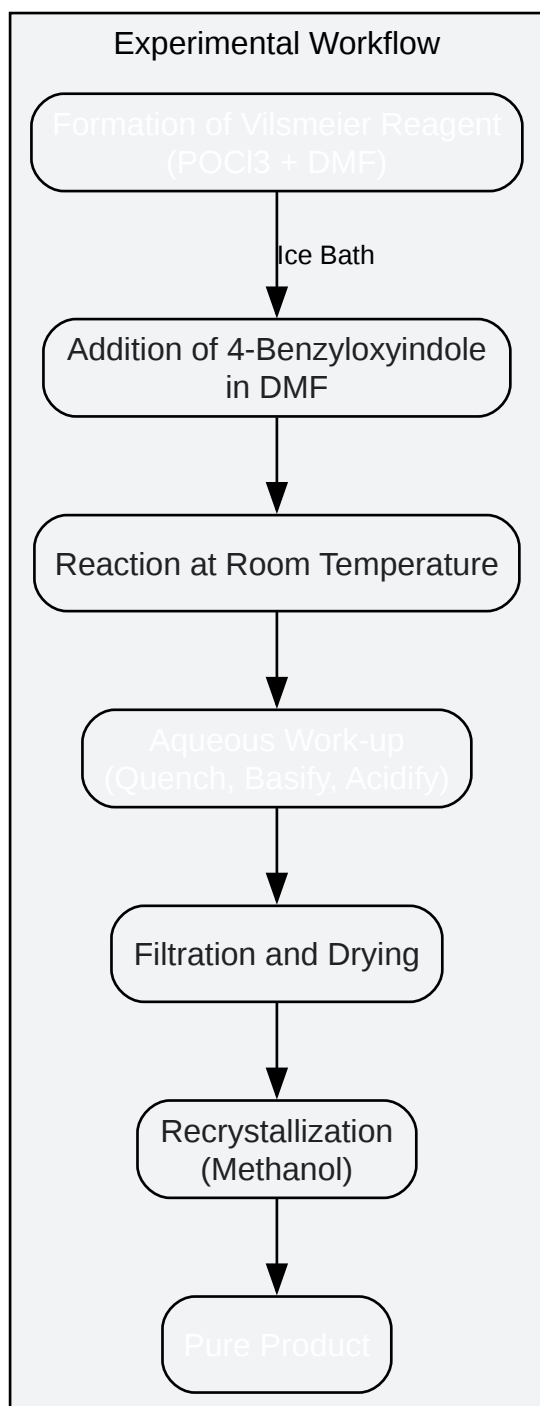 Experimental Workflow
Formation of Vilsmeier Reagent
(POCl3 + DMF)
Ice Bath
Addition of 4-Benzyloxyindole
in DMF
Reaction at Room Temperature
Aqueous Work-up
(Quench, Basify, Acidify)
Filtration and Drying
Recrystallization
(Methanol)
Pure Product